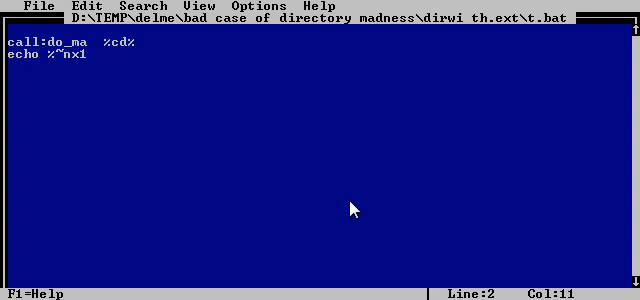 File Edit Search View Options Help
D:\TEMP\delme\bad case of directory madness\dirwi th.ext\t.bat
call:do_ma  %cd%
echo %~nx1
F1=Help Line:2 Col:11